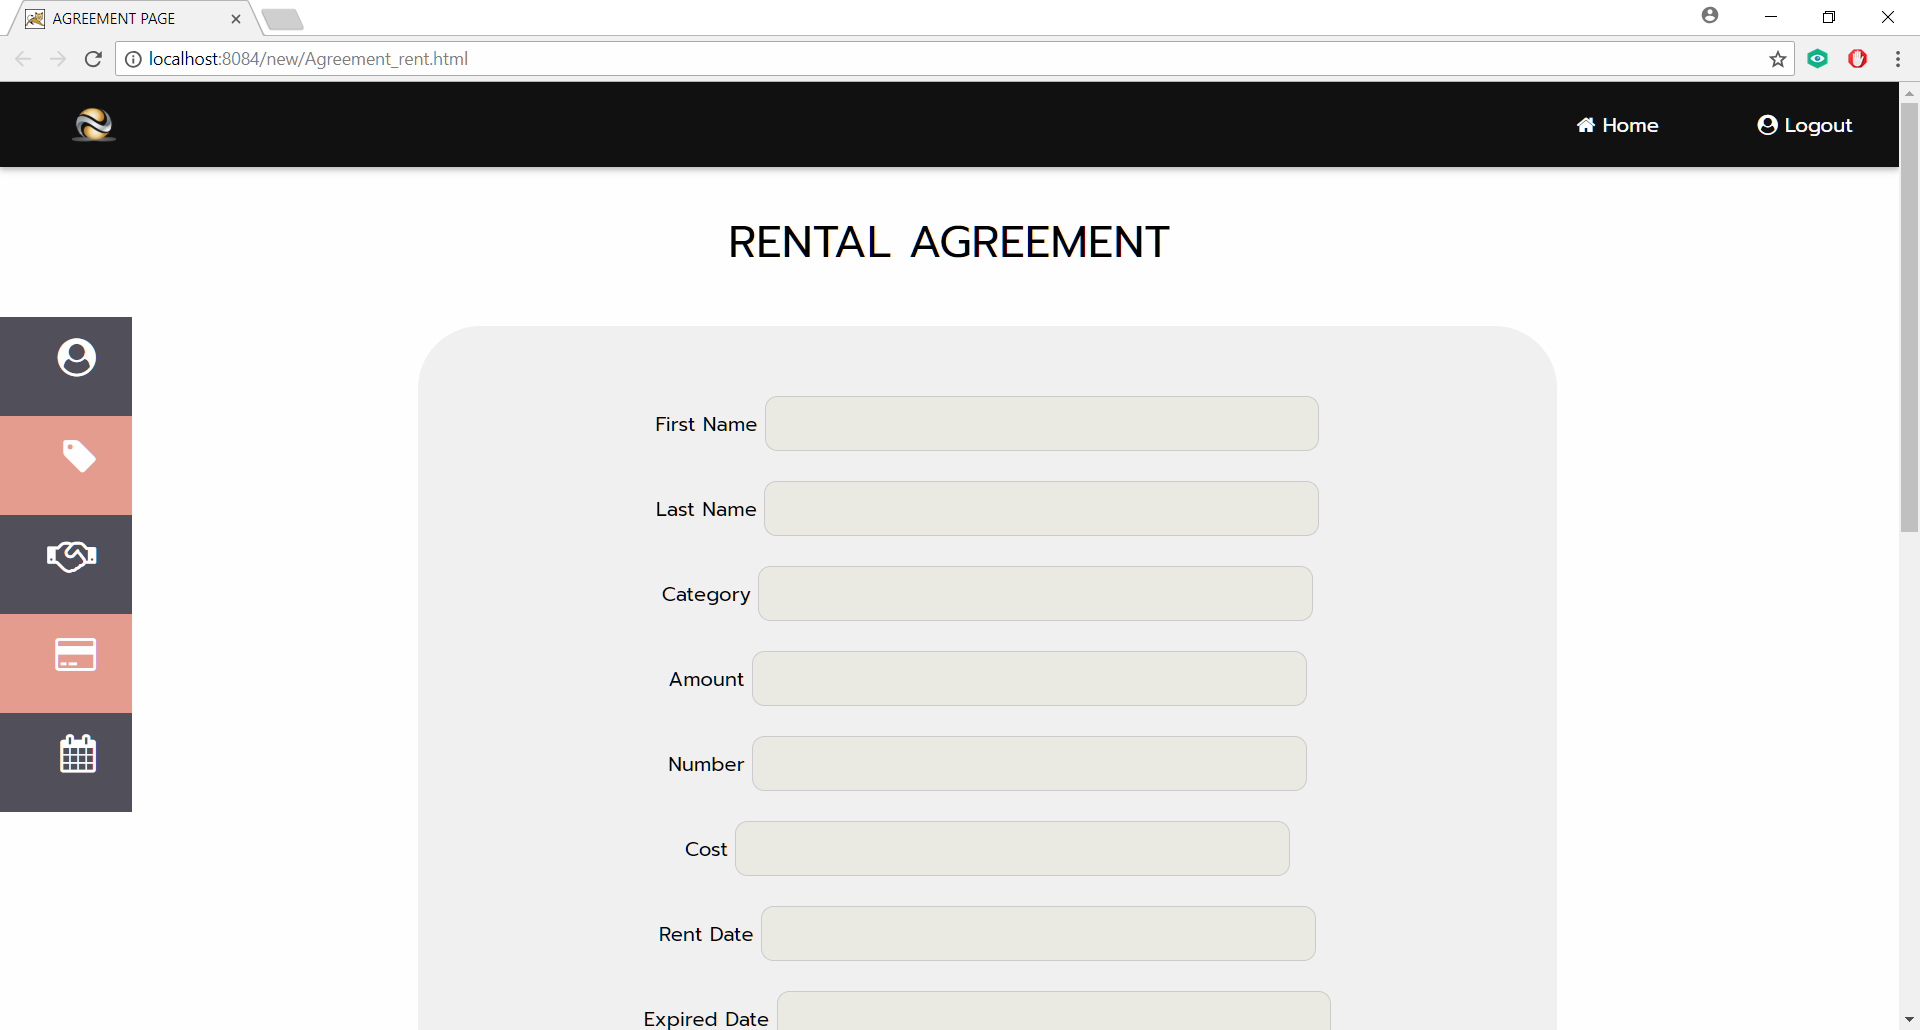 AGREEMENT PAGE
localhost:8084/new/Agreement_rent.html
Home
Logout
RENTAL AGREEMENT
First Name
Last Name
Category
Amount
Number
Cost
Rent Date
Expired Date